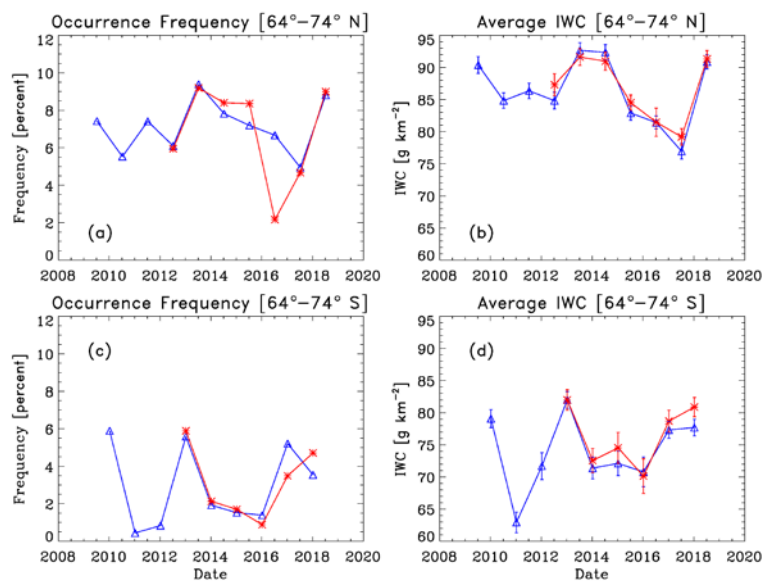 Occurrence Frequency [64°−74° N]
12
10
8
6
4
2
0
Frequency [percent]
(a)
2008 2010 2012 2014 2016 2018 2020
Average IWC [64°−74° N]
95
90
85
80
75
70
65
60
IWC [g km⁻²]
(b)
2008 2010 2012 2014 2016 2018 2020
Occurrence Frequency [64°−74° S]
12
10
8
6
4
2
0
Frequency [percent]
(c)
2008 2010 2012 2014 2016 2018 2020
Date
Average IWC [64°−74° S]
95
90
85
80
75
70
65
60
IWC [g km⁻²]
(d)
2008 2010 2012 2014 2016 2018 2020
Date